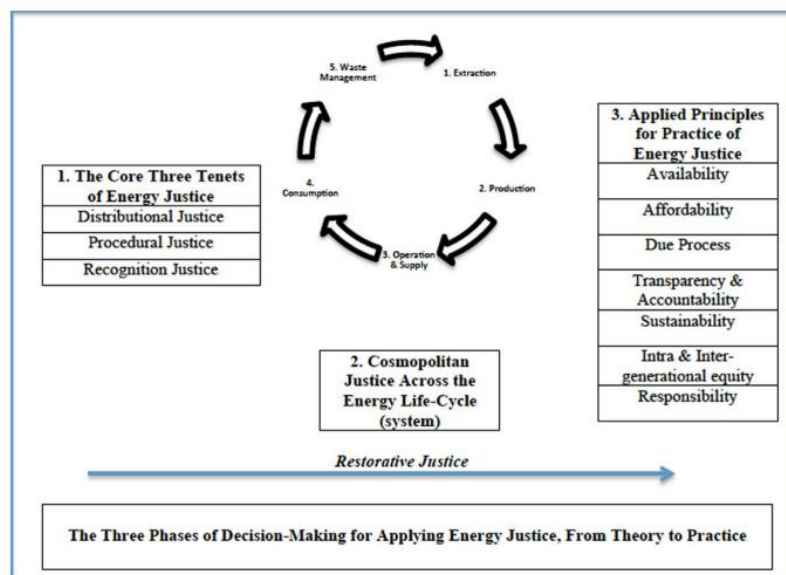 5. Waste
Management
1. Extraction
2. Production
3. Operation
& Supply
4.
Consumption
1. The Core Three Tenets
of Energy Justice
Distributional Justice
Procedural Justice
Recognition Justice
2. Cosmopolitan
Justice Across the
Energy Life-Cycle
(system)
3. Applied Principles
for Practice of
Energy Justice
Availability
Affordability
Due Process
Transparency &
Accountability
Sustainability
Intra & Inter-
generational equity
Responsibility
Restorative Justice
The Three Phases of Decision-Making for Applying Energy Justice, From Theory to Practice